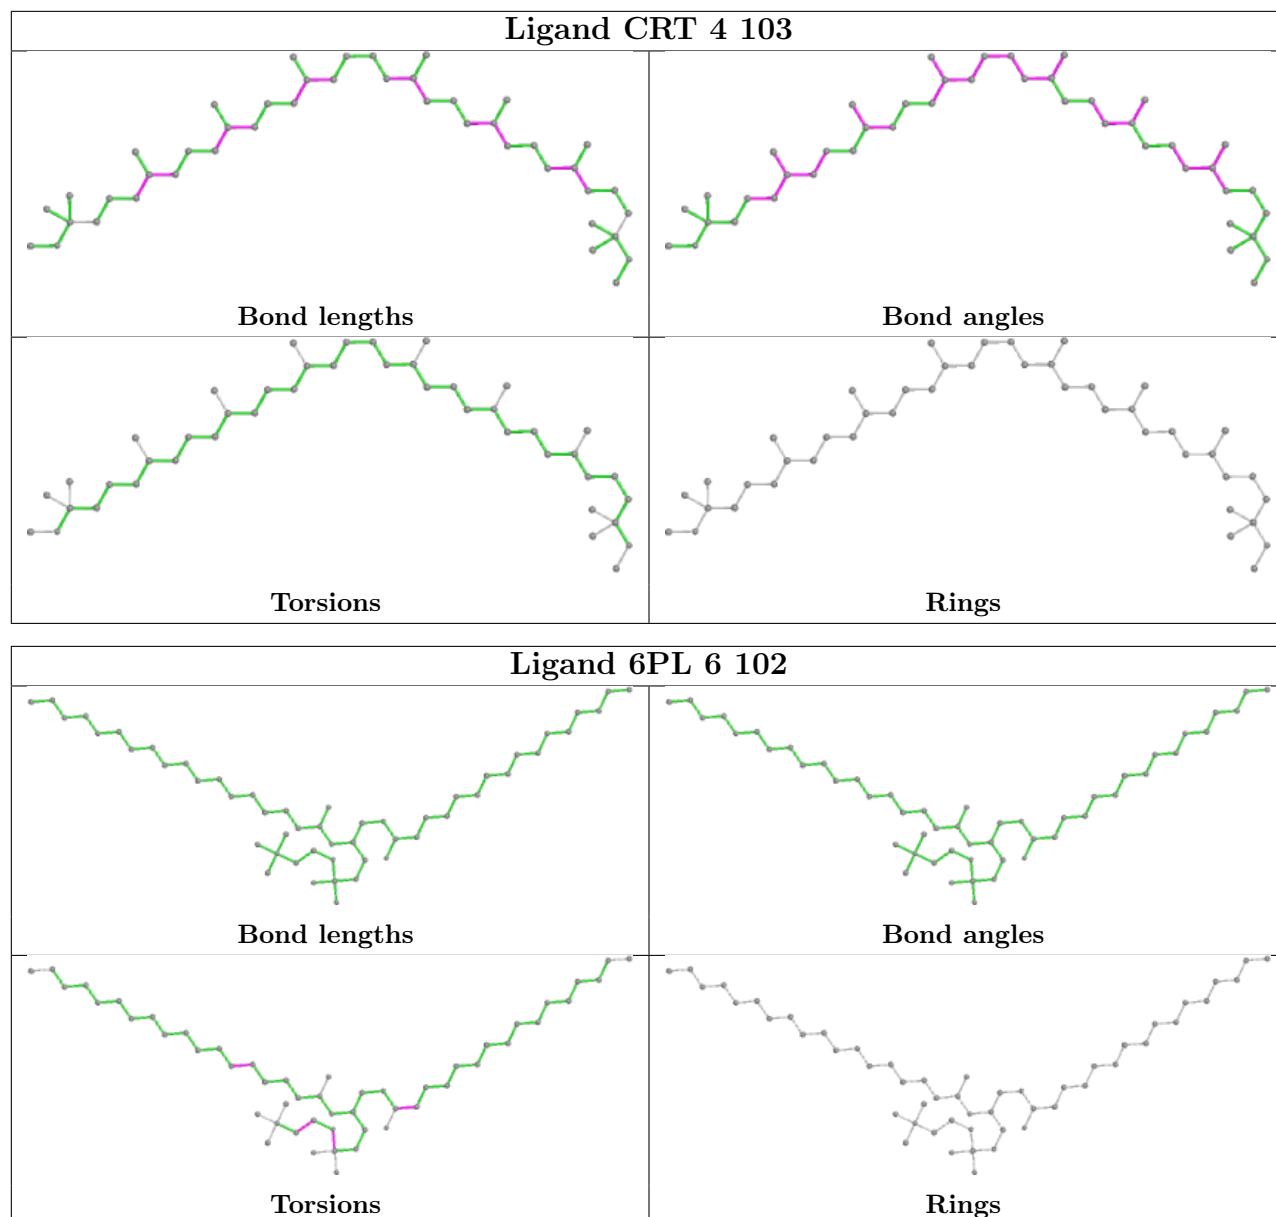 Ligand CRT 4 103
Bond lengths
Bond angles
Torsions
Rings
Ligand 6PL 6 102
Bond lengths
Bond angles
Torsions
Rings